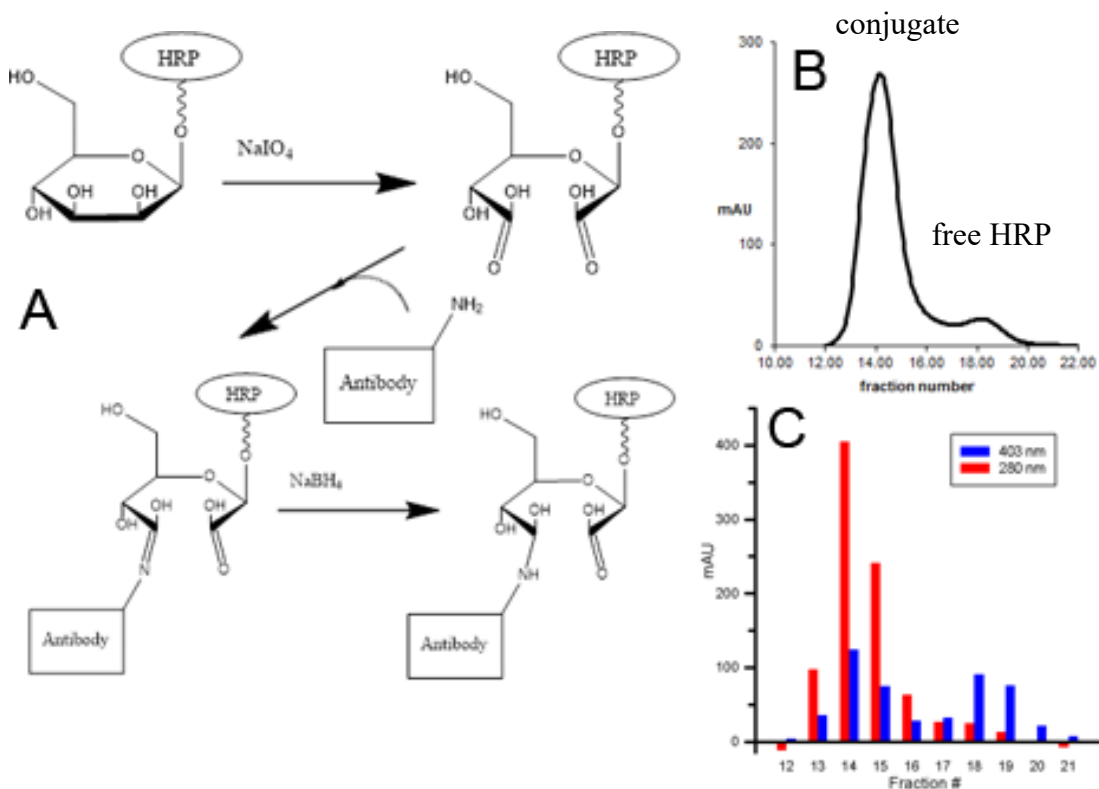 HRP
HO
O
O
OH
OH
OH
NaIO₄
HRP
HO
O
O
OH
OH
OH
O
O
A
NH₂
Antibody
HRP
HO
O
O
OH
OH
OH
N
O
Antibody
NaBH₄
HRP
HO
O
O
OH
OH
OH
NH
O
Antibody
conjugate
B
300
200
mAU
free HRP
100
0
10.00 12.00 14.00 16.00 18.00 20.00 22.00
fraction number
C
403 nm
280 nm
400
300
mAU
200
100
0
12 13 14 15 16 17 18 19 20 21
Fraction #